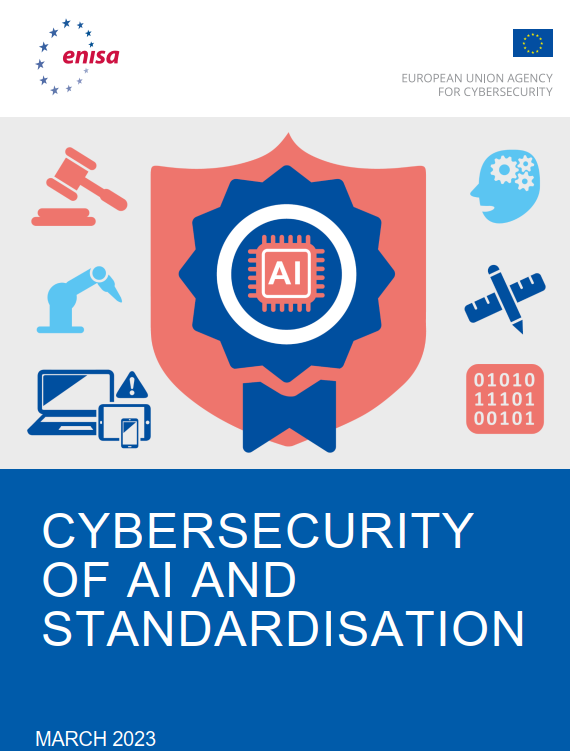 enisa
EUROPEAN UNION AGENCY
FOR CYBERSECURITY
AI
01010
11101
00101
CYBERSECURITY
OF AI AND
STANDARDISATION
MARCH 2023